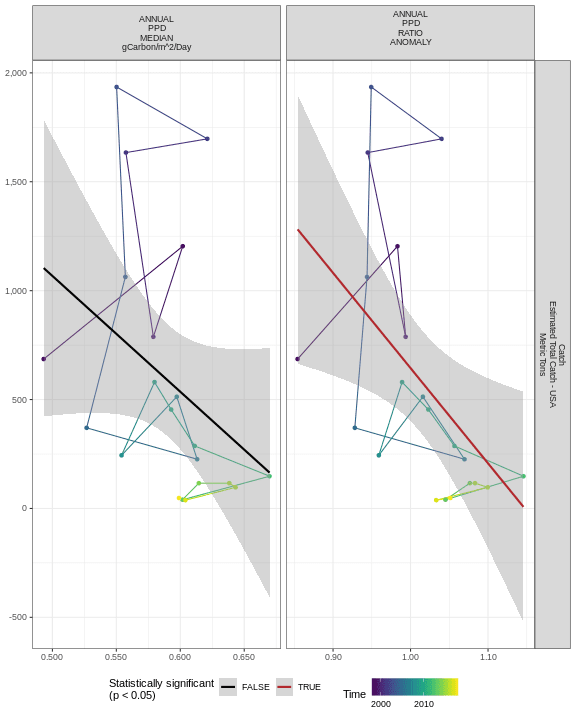 ANNUAL
PPD
MEDIAN
gCarbon/m^2/Day
ANNUAL
PPD
RATIO
ANOMALY
2,000
1,500
1,000
500
0
-500
Catch
Estimated Total Catch - USA
Metric Tons
0.500
0.550
0.600
0.650
0.90
1.00
1.10
Statistically significant
(p < 0.05)
FALSE
TRUE
Time
2000
2010